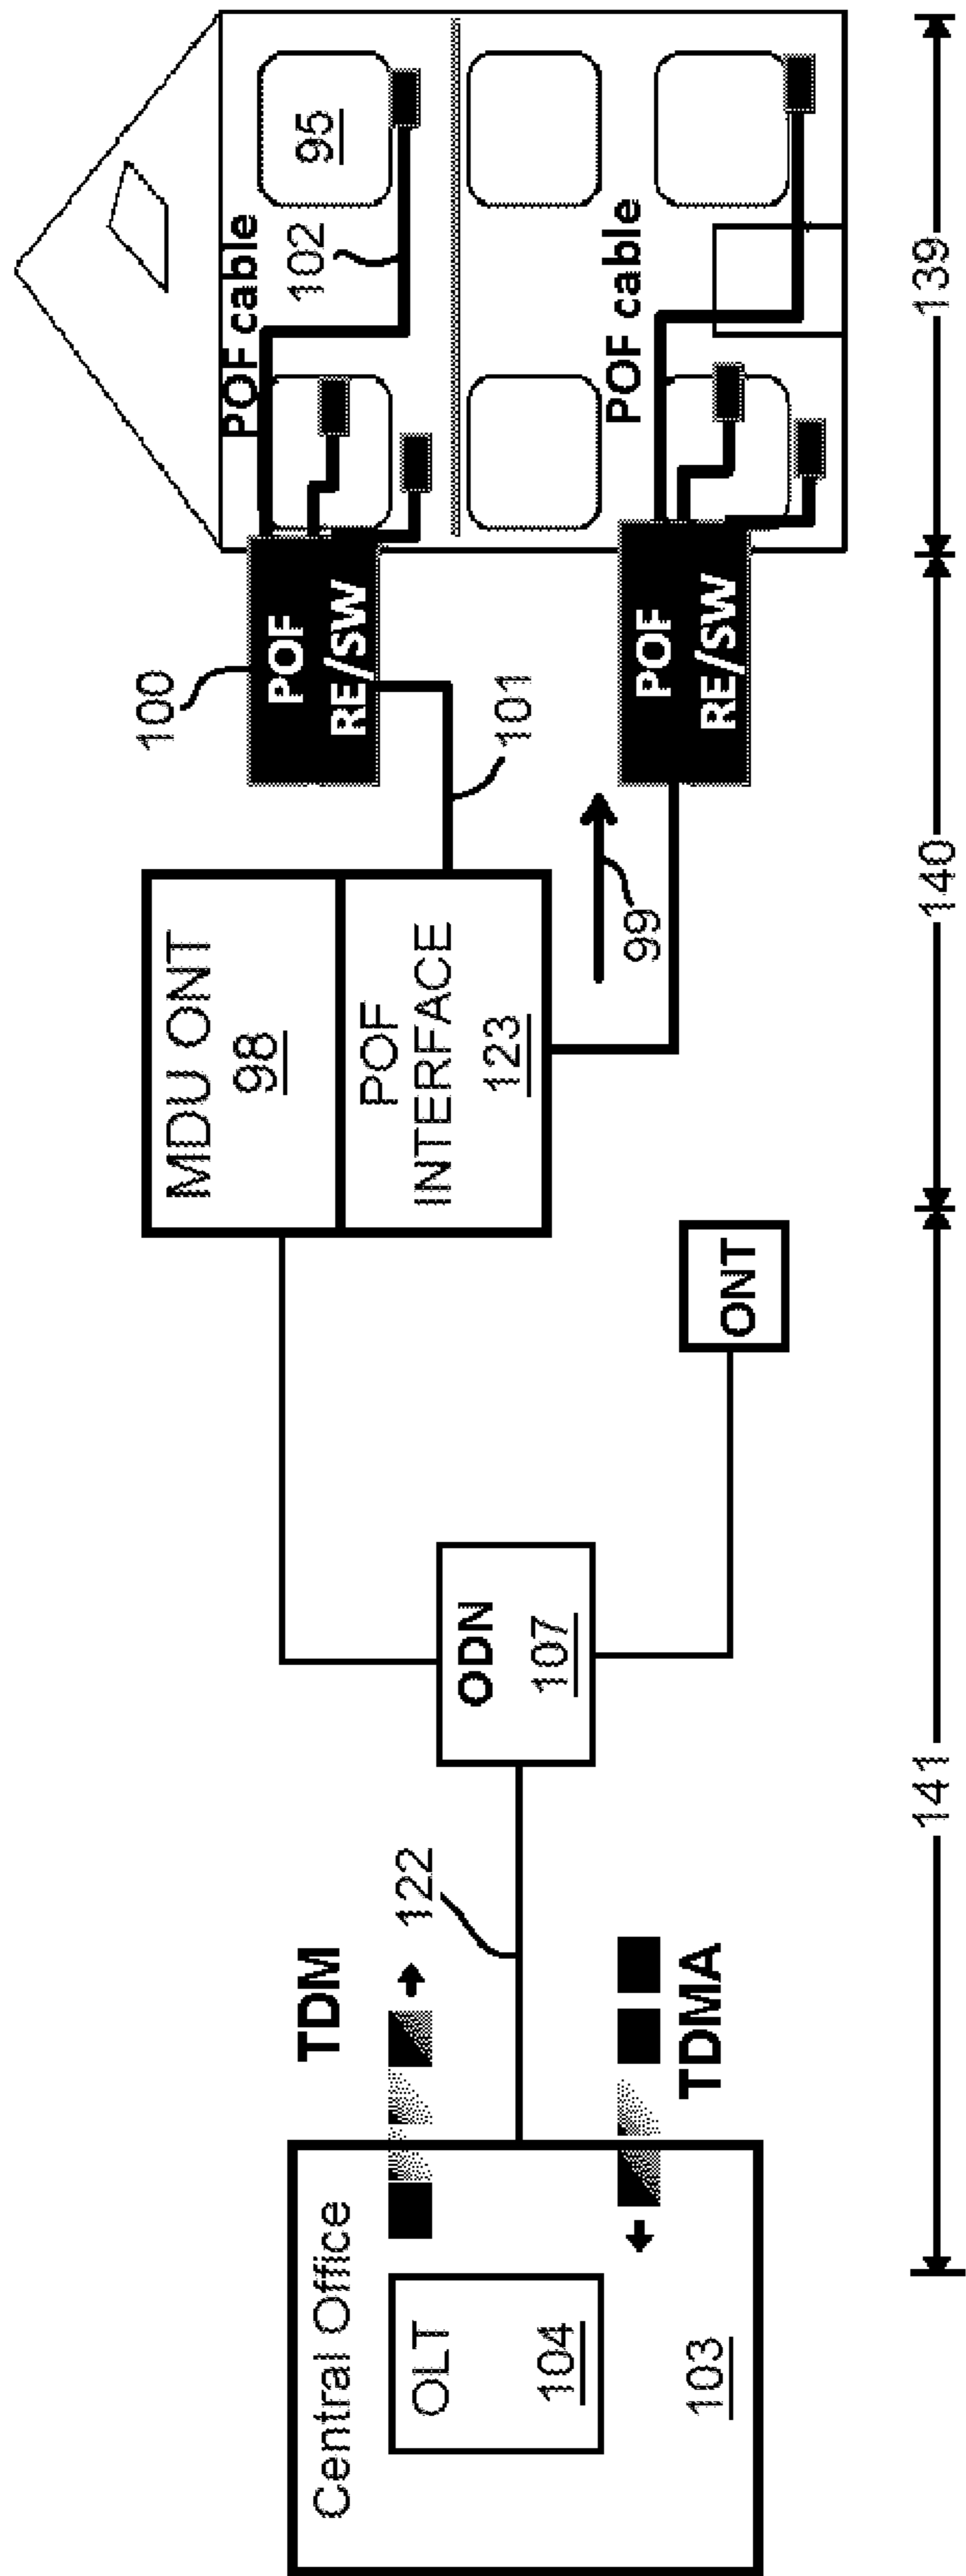 Central Office
OLT
104
103
TDM
TDMA
122
ODN
107
ONT
MDU ONT
98
POF
INTERFACE
123
99
101
100
POF
RE/SW
POF
RE/SW
POF cable
102
95
POF cable
141
140
139